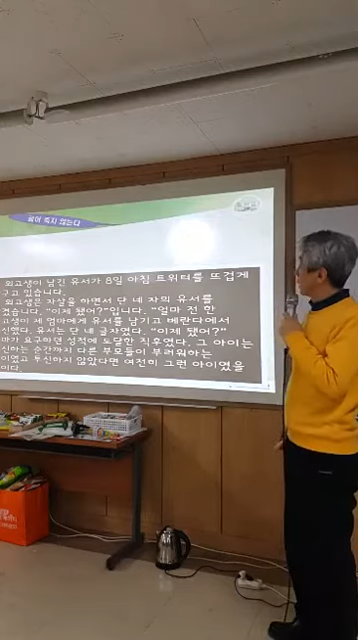 굶어 죽지 않는다
외고생이 남긴 유서가 8일 아침 트위터를 뜨겁게
구고 있습니다.
외고생은 자살을 하면서 단 네 자의 유서를
겼습니다. "이제 됐어?"입니다. "얼마 전 한
고생이 제 엄마에게 유서를 남기고 베란다에서
신했다. 유서는 단 네 글자였다. "이제 됐어?"
마가 요구하던 성적에 도달한 직후였다. 그 아이는
신하는 순간까지 다른 부모들이 부러워하는
이였고 투신하지 않았다면 여전히 그런 아이였을
이다.